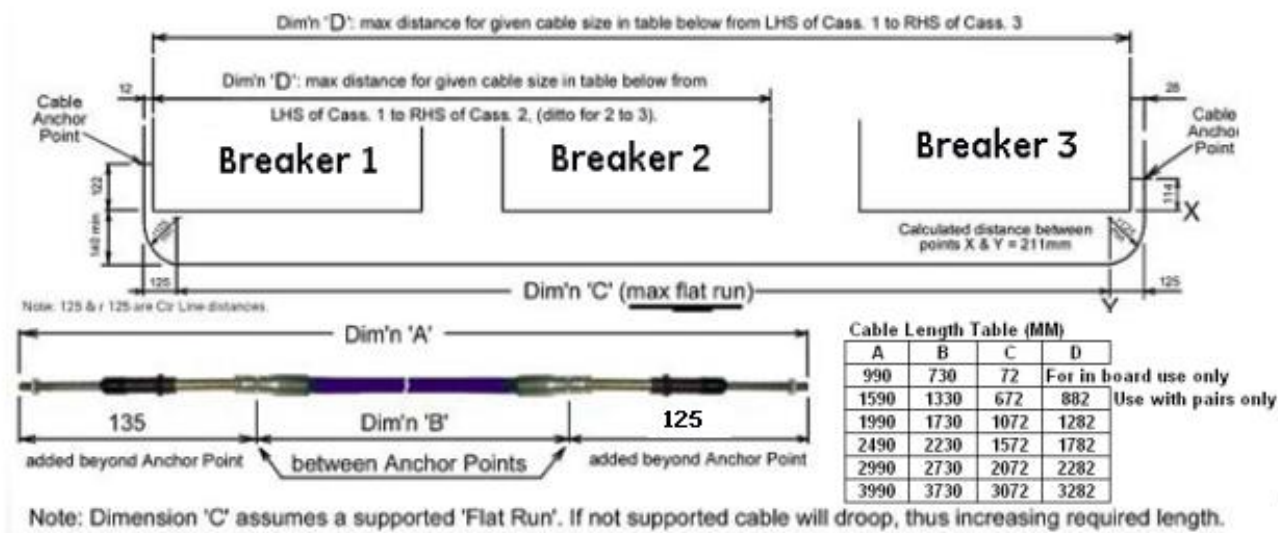 Dim'n 'D': max distance for given cable size in table below from LHS of Cass. 1 to RHS of Cass. 3
12
Dim'n 'D': max distance for given cable size in table below from
28
Cable
Anchor
Point
LHS of Cass. 1 to RHS of Cass. 2, (ditto for 2 to 3).
Cable
Anchor
Point
Breaker 1
Breaker 2
Breaker 3
122
114
X
140 min
Calculated distance between
points X & Y = 211mm
125
Dim'n 'C' (max flat run)
125
Note: 125 & r 125 are Ctr Line distances.
Y
Dim'n 'A'
135
Dim'n 'B'
125
added beyond Anchor Point
between Anchor Points
added beyond Anchor Point
Cable Length Table (MM)
A B C D
990 730 72 For in board use only
1590 1330 672 882 Use with pairs only
1990 1730 1072 1282
2490 2230 1572 1782
2990 2730 2072 2282
3990 3730 3072 3282
Note: Dimension 'C' assumes a supported 'Flat Run'. If not supported cable will droop, thus increasing required length.